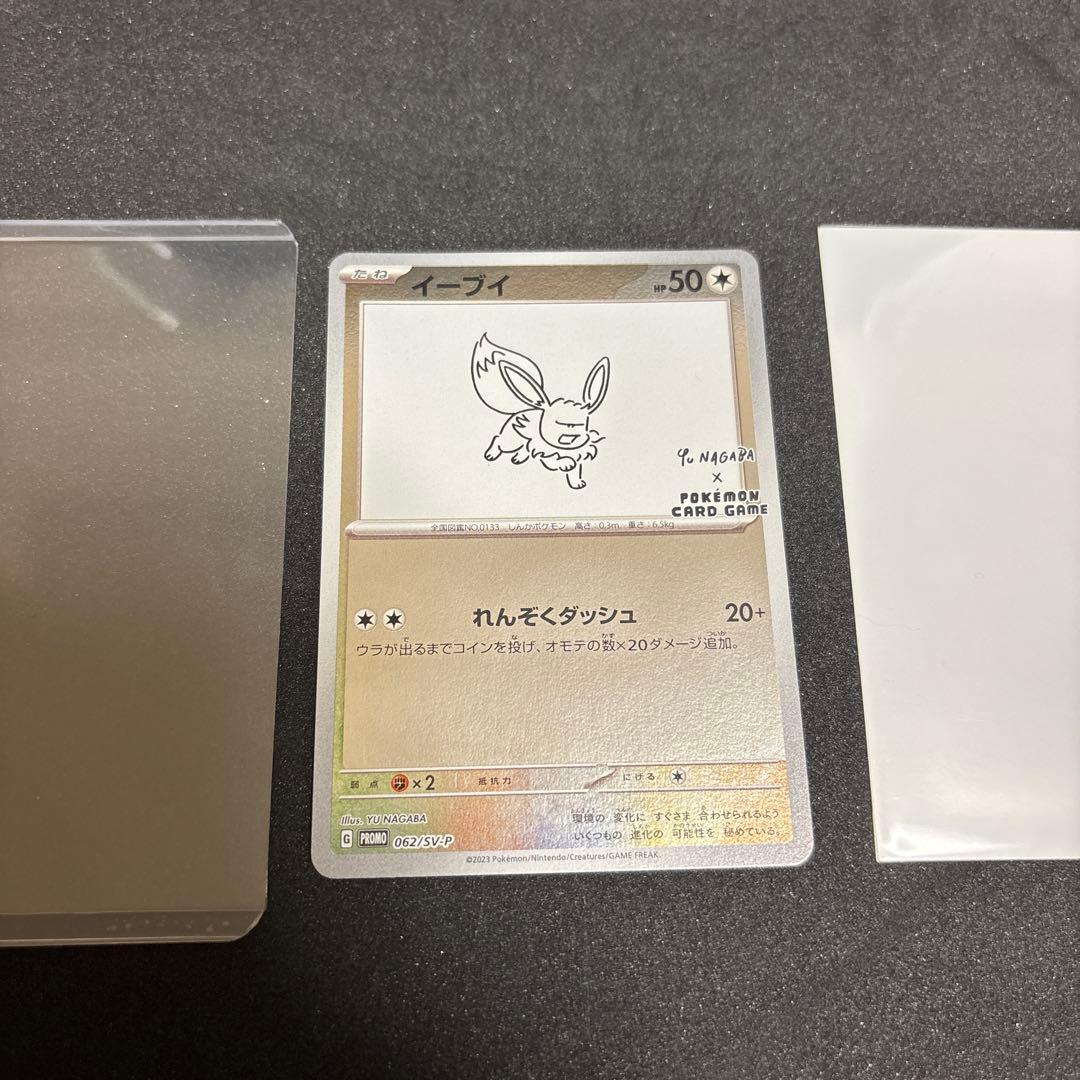 たね イーブイ HP 50
YU NAGABA
×
POKÉMON
CARD GAME
全国図鑑NO.0133 しんかポケモン 高さ:0.3m 重さ:6.5kg
れんぞくダッシュ 20+
ウラが出るまでコインを投げ、オモテの数×20ダメージ追加。
弱点 ×2 抵抗力 にげる
Illus. YU NAGABA
G PROMO 062/SV-P
環境の 変化に すぐさま 合わせられるよう
いくつもの 進化の 可能性を 秘めている。
©2023 Pokémon/Nintendo/Creatures/GAME FREAK.